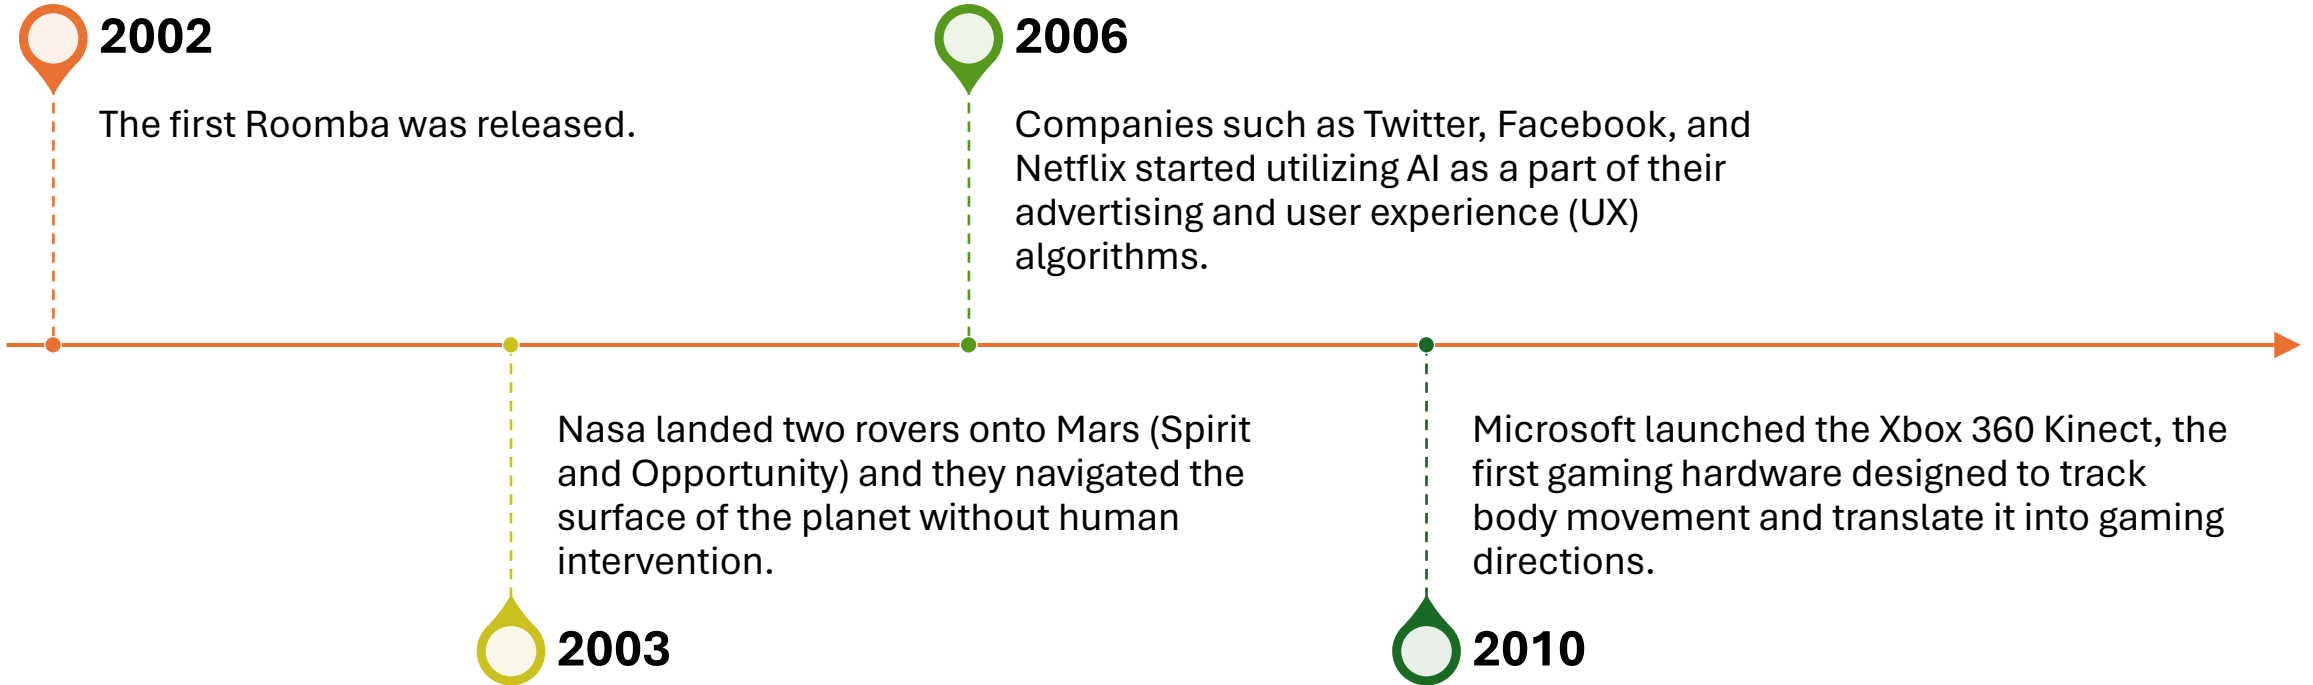 2002
The first Roomba was released.
2006
Companies such as Twitter, Facebook, and
Netflix started utilizing AI as a part of their
advertising and user experience (UX)
algorithms.
Nasa landed two rovers onto Mars (Spirit
and Opportunity) and they navigated the
surface of the planet without human
intervention.
2003
Microsoft launched the Xbox 360 Kinect, the
first gaming hardware designed to track
body movement and translate it into gaming
directions.
2010